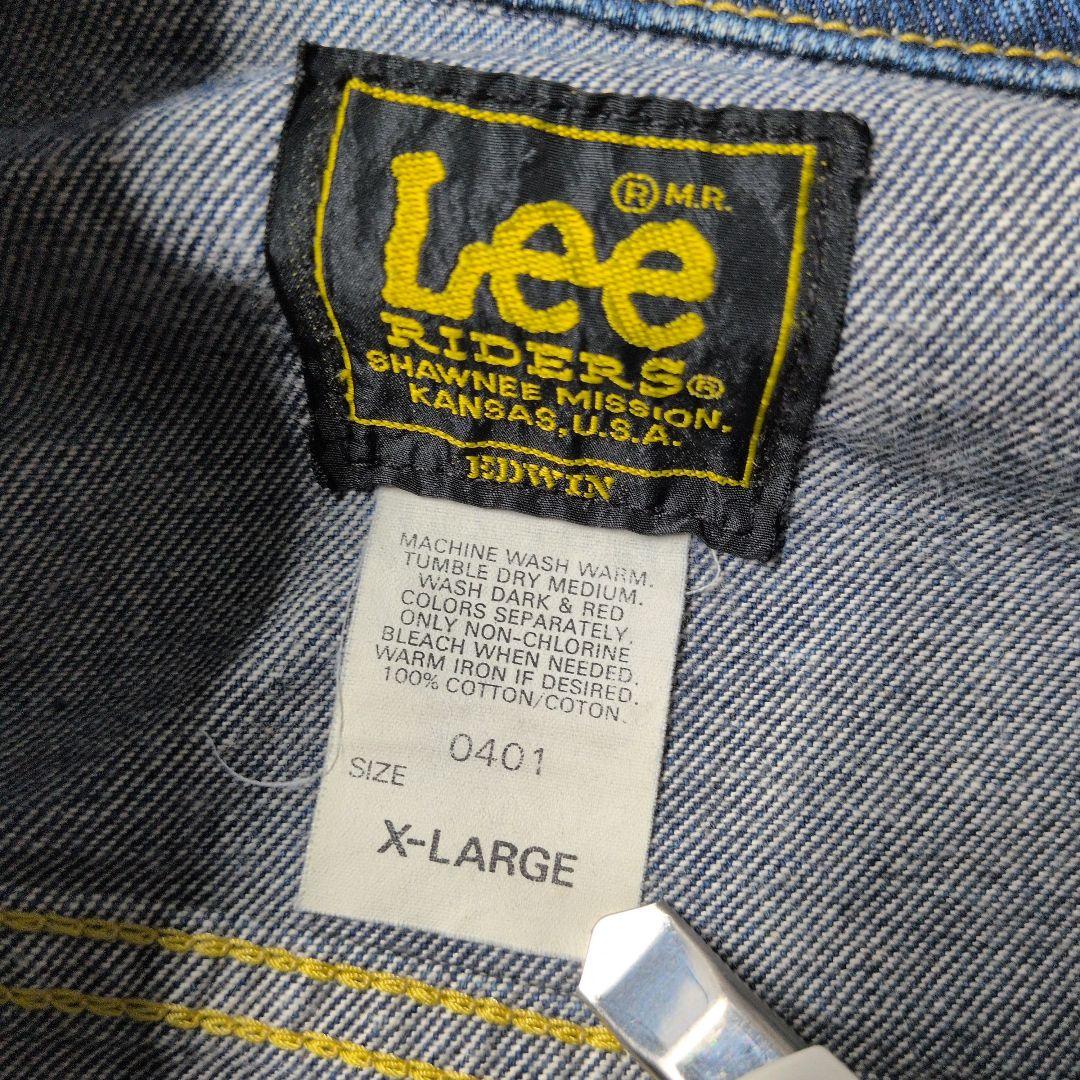 Lee ® M.R.
RIDERS®
SHAWNEE MISSION,
KANSAS, U.S.A.
EDWIN
MACHINE WASH WARM.
TUMBLE DRY MEDIUM.
WASH DARK & RED
COLORS SEPARATELY.
ONLY NON-CHLORINE
BLEACH WHEN NEEDED.
WARM IRON IF DESIRED.
100% COTTON/COTON.
0401
SIZE
X-LARGE